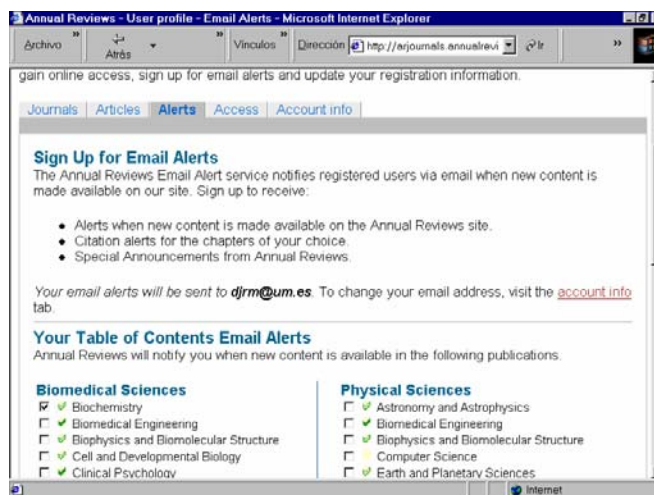 Annual Reviews - User profile - Email Alerts - Microsoft Internet Explorer
Archivo » Atrás » Vínculos » Dirección http://arjournals.annualrevi Ir »
gain online access, sign up for email alerts and update your registration information.
Journals Articles Alerts Access Account info
Sign Up for Email Alerts
The Annual Reviews Email Alert service notifies registered users via email when new content is
made available on our site. Sign up to receive:
Alerts when new content is made available on the Annual Reviews site.
Citation alerts for the chapters of your choice.
Special Announcements from Annual Reviews.
Your email alerts will be sent to djrm@um.es. To change your email address, visit the account info
tab.
Your Table of Contents Email Alerts
Annual Reviews will notify you when new content is available in the following publications.
Biomedical Sciences
Biochemistry
Biomedical Engineering
Biophysics and Biomolecular Structure
Cell and Developmental Biology
Clinical Psychology
Physical Sciences
Astronomy and Astrophysics
Biomedical Engineering
Biophysics and Biomolecular Structure
Computer Science
Earth and Planetary Sciences
Internet